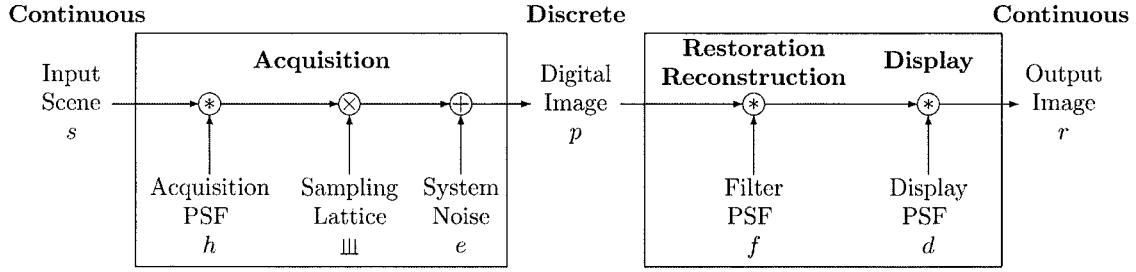 Continuous
Discrete
Continuous
Acquisition
Restoration
Reconstruction
Display
Input
Scene
s
*
×
+
Digital
Image
p
*
*
Output
Image
r
Acquisition
PSF
h
Sampling
Lattice
Ш
System
Noise
e
Filter
PSF
f
Display
PSF
d